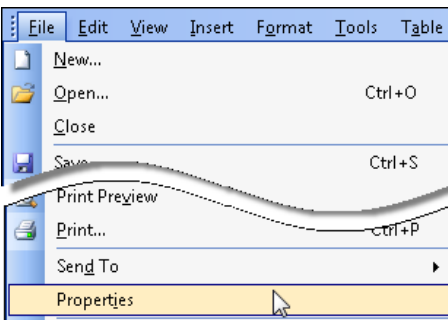 File Edit View Insert Format Tools Table
New...
Open... Ctrl+O
Close
Save Ctrl+S
Print Preview
Print... Ctrl+P
Send To
Properties